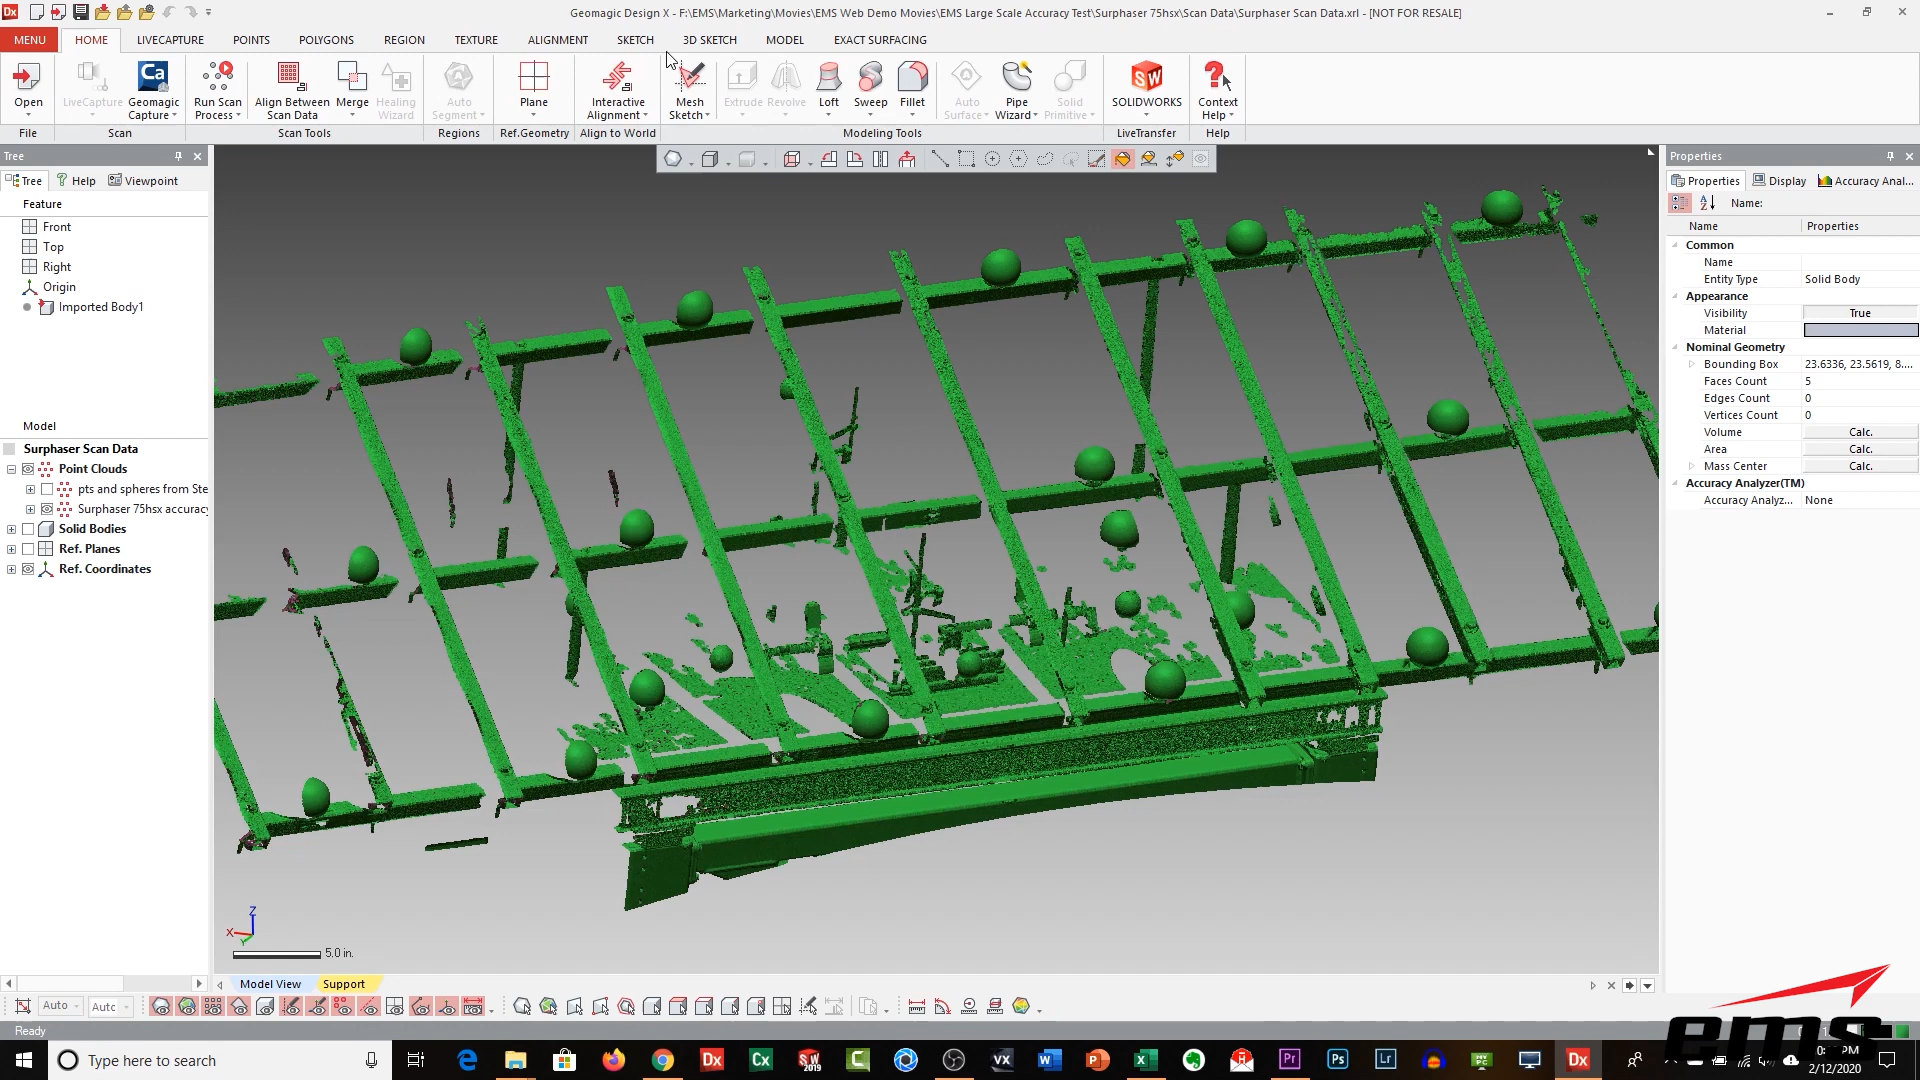 Geomagic Design X - F:\EMS\Marketing\Movies\EMS Web Demo Movies\EMS Large Scale Accuracy Test\Surphaser 75hsx\Scan Data\Surphaser Scan Data.xrl - [NOT FOR RESALE]
MENU HOME LIVECAPTURE POINTS POLYGONS REGION TEXTURE ALIGNMENT SKETCH 3D SKETCH MODEL EXACT SURFACING
Open LiveCapture Geomagic Capture Run Scan Process Align Between Scan Data Merge Healing Wizard Auto Segment Plane Interactive Alignment Mesh Sketch Extrude Revolve Loft Sweep Fillet Auto Surface Pipe Wizard Solid Primitive SOLIDWORKS Context Help
File Scan Scan Tools Regions Ref.Geometry Align to World Modeling Tools LiveTransfer Help
Tree
Tree Help Viewpoint
Feature
Front
Top
Right
Origin
Imported Body1
Model
Surphaser Scan Data
Point Clouds
pts and spheres from Ste
Surphaser 75hsx accuracy
Solid Bodies
Ref. Planes
Ref. Coordinates
Properties
Properties Display Accuracy Anal...
Name:
Name Properties
Common
Name
Entity Type Solid Body
Appearance
Visibility True
Material
Nominal Geometry
Bounding Box 23.6336, 23.5619, 8....
Faces Count 5
Edges Count 0
Vertices Count 0
Volume Calc.
Area Calc.
Mass Center Calc.
Accuracy Analyzer(TM)
Accuracy Analyz... None
Z
X
Y
5.0 in.
Model View Support
Auto Autc
Ready
ems
Type here to search
2/12/2020